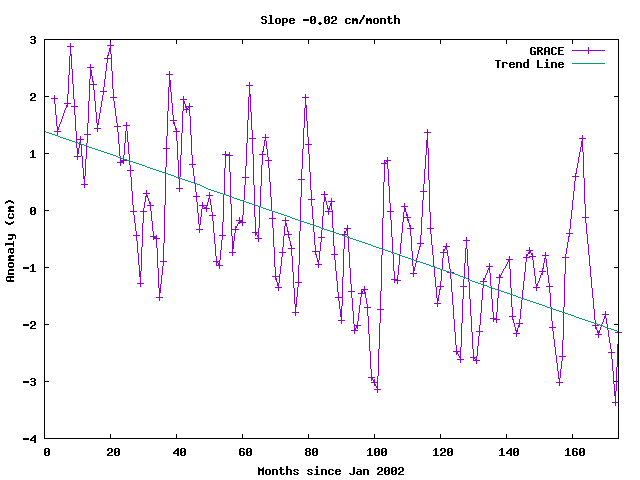 Slope -0.02 cm/month
GRACE
Trend Line
3
2
1
0
-1
-2
-3
-4
Anomaly (cm)
0 20 40 60 80 100 120 140 160
Months since Jan 2002